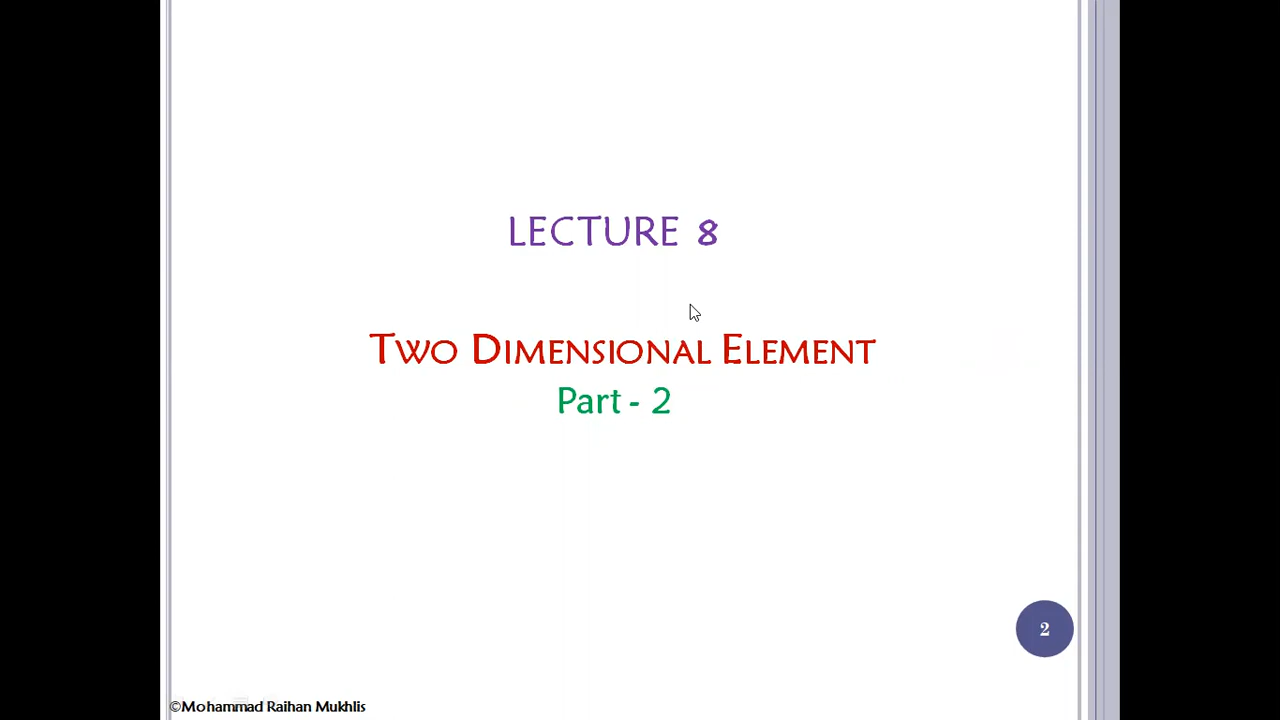 LECTURE 8
TWO DIMENSIONAL ELEMENT
Part - 2
2
©Mohammad Raihan Mukhlis